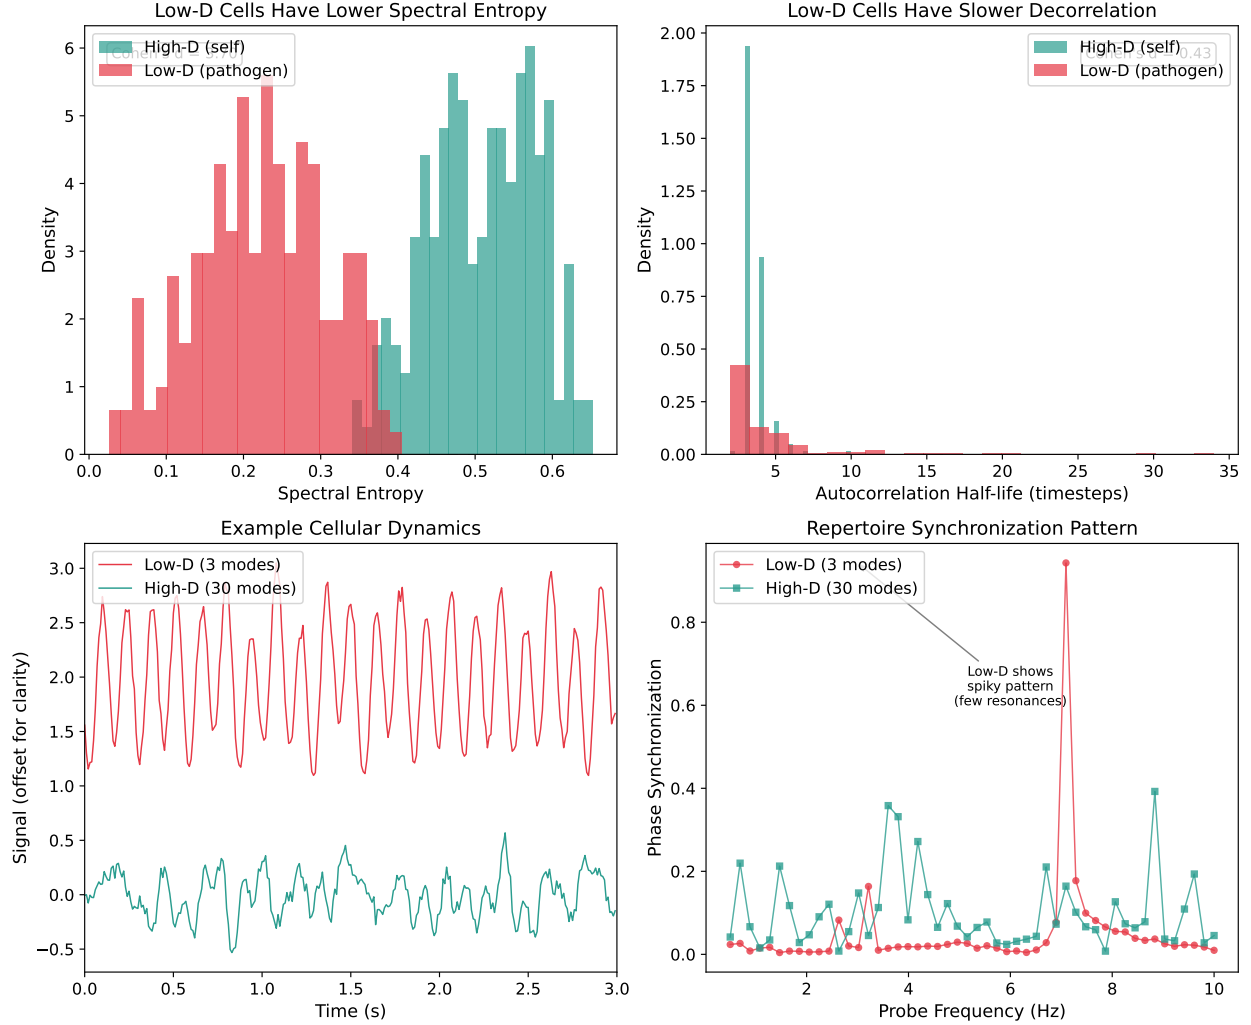 Low-D Cells Have Lower Spectral Entropy
High-D (self)
Low-D (pathogen)
Density
0
1
2
3
4
5
6
0.0
0.1
0.2
0.3
0.4
0.5
0.6
Spectral Entropy
Low-D Cells Have Slower Decorrelation
High-D (self)
Low-D (pathogen)
Density
0.00
0.25
0.50
0.75
1.00
1.25
1.50
1.75
2.00
5
10
15
20
25
30
35
Autocorrelation Half-life (timesteps)
Example Cellular Dynamics
Low-D (3 modes)
High-D (30 modes)
Signal (offset for clarity)
−0.5
0.0
0.5
1.0
1.5
2.0
2.5
3.0
0.0
0.5
1.0
1.5
2.0
2.5
3.0
Time (s)
Repertoire Synchronization Pattern
Low-D (3 modes)
High-D (30 modes)
Low-D shows
spiky pattern
(few resonances)
Phase Synchronization
0.0
0.2
0.4
0.6
0.8
2
4
6
8
10
Probe Frequency (Hz)